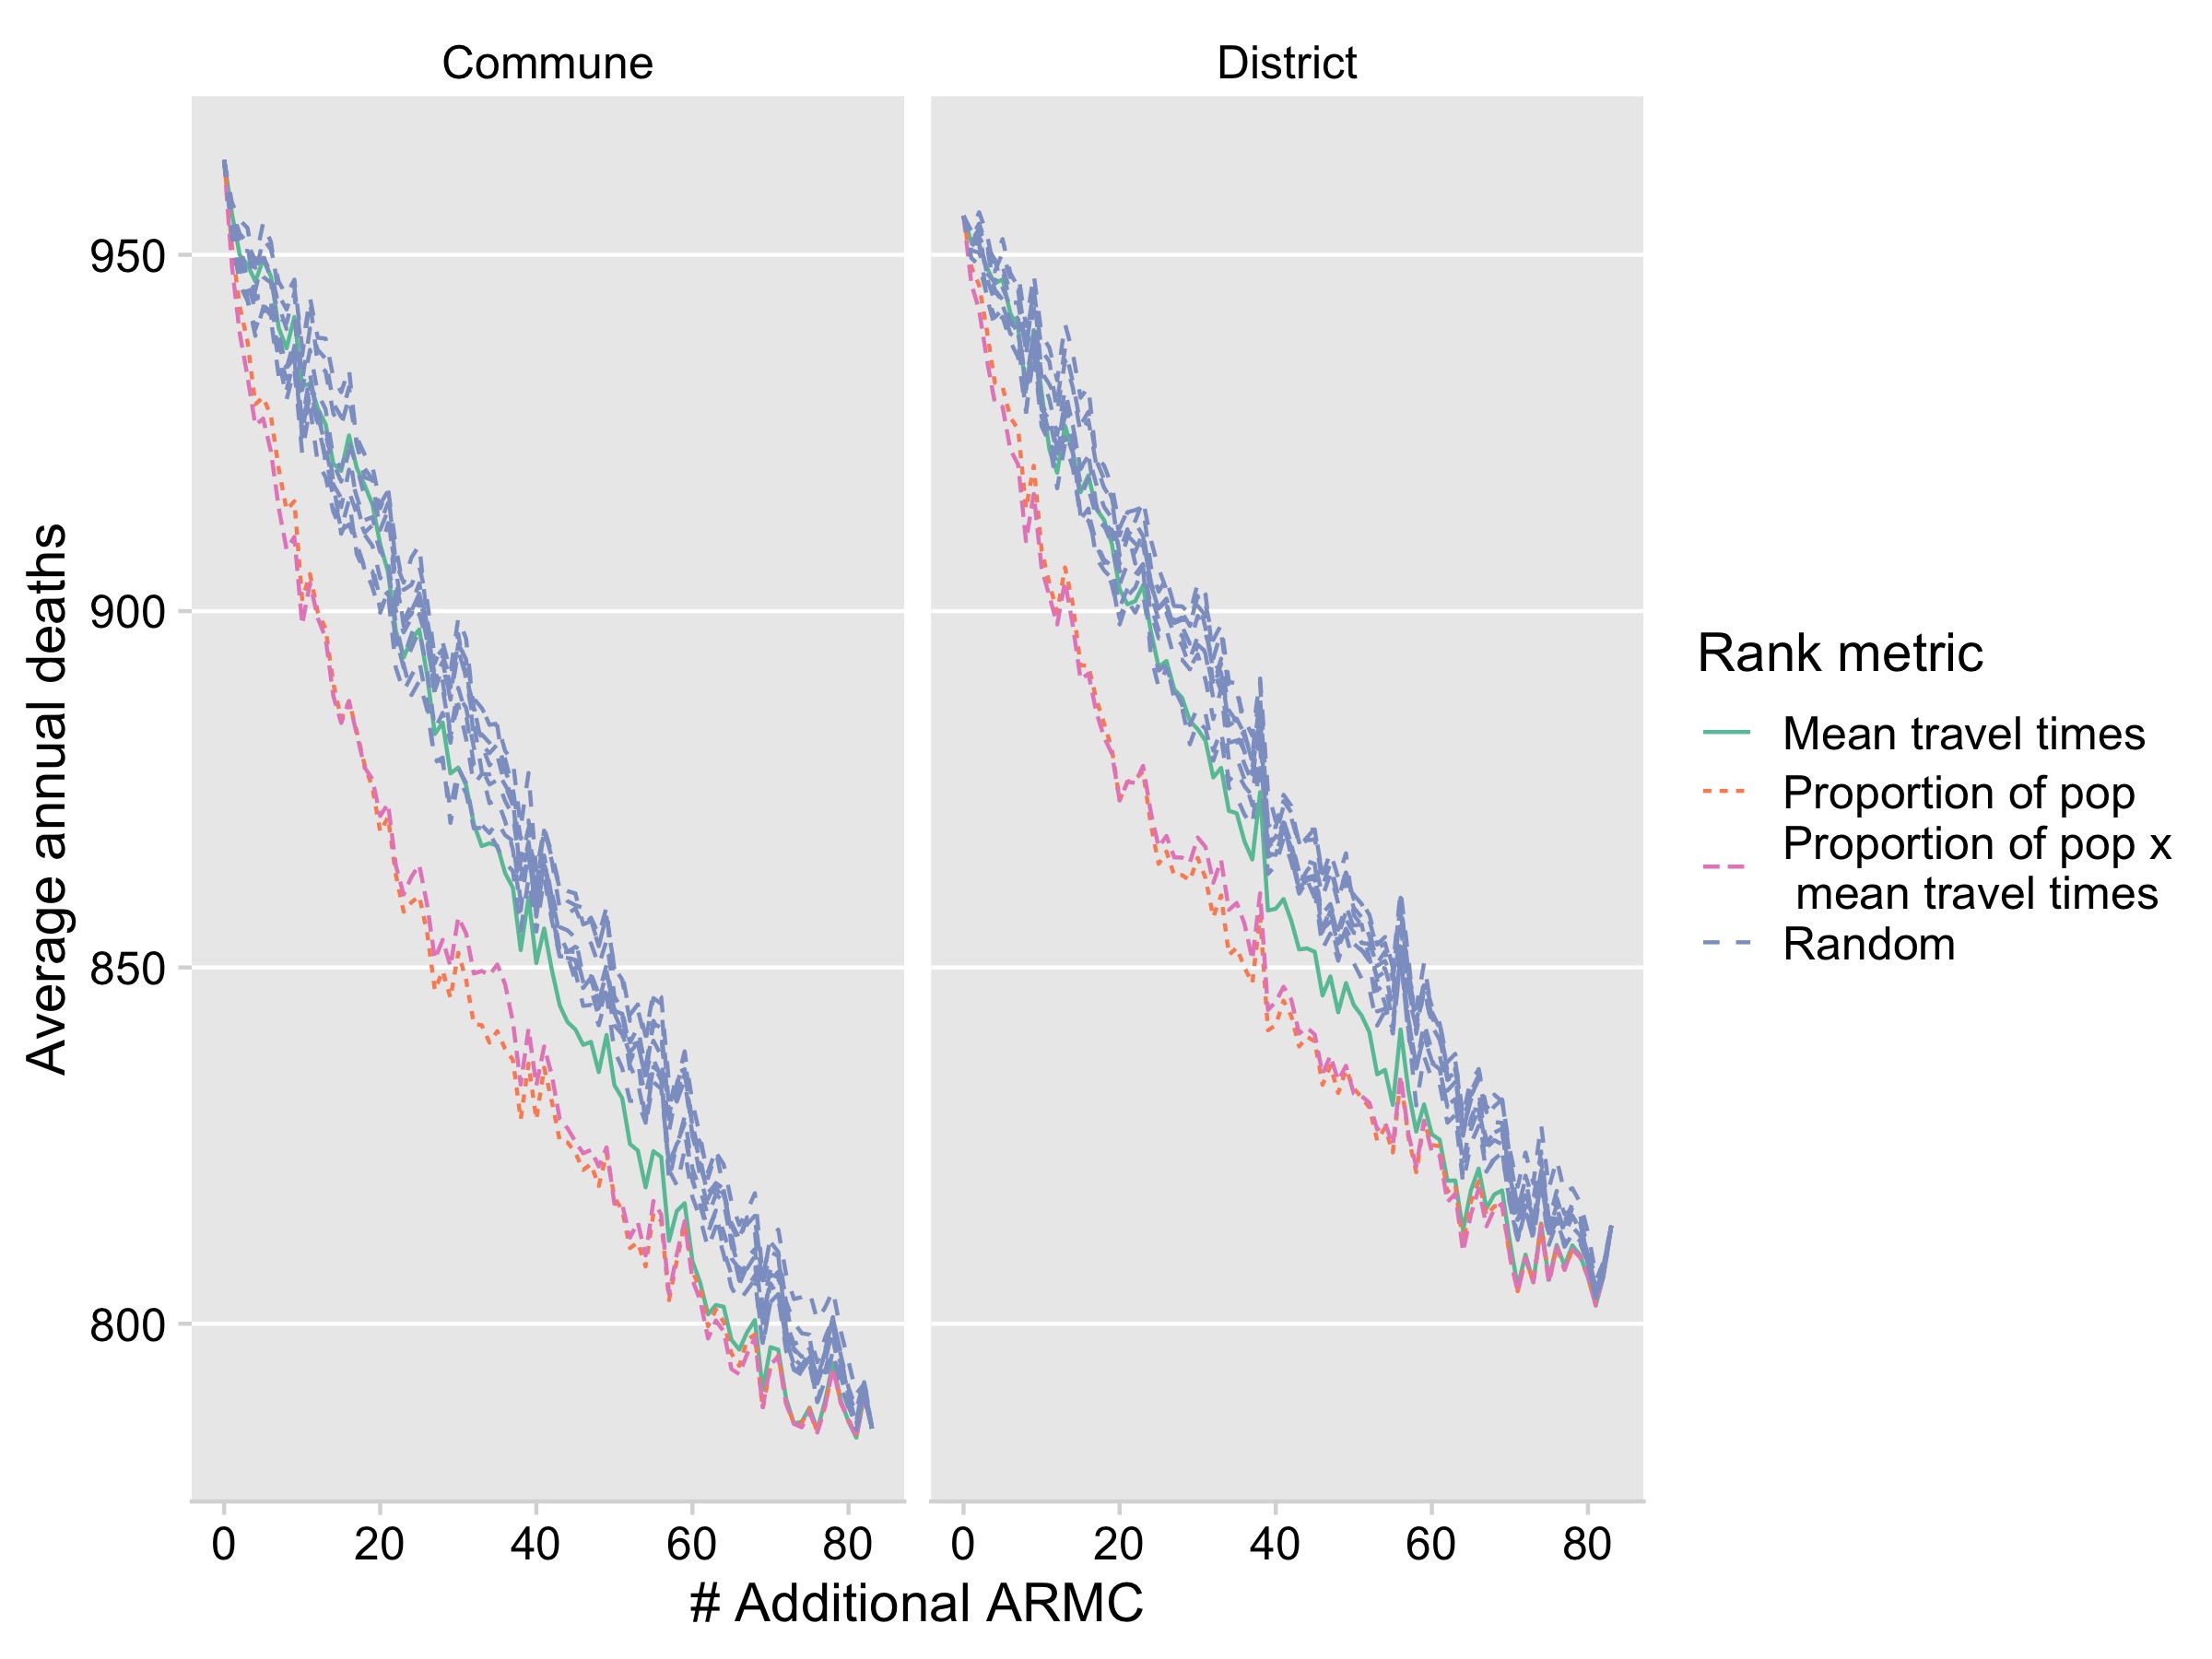 Commune
District
Average annual deaths
950
900
850
800
0 20 40 60 80
0 20 40 60 80
# Additional ARMC
Rank metric
Mean travel times
Proportion of pop
Proportion of pop x
mean travel times
Random